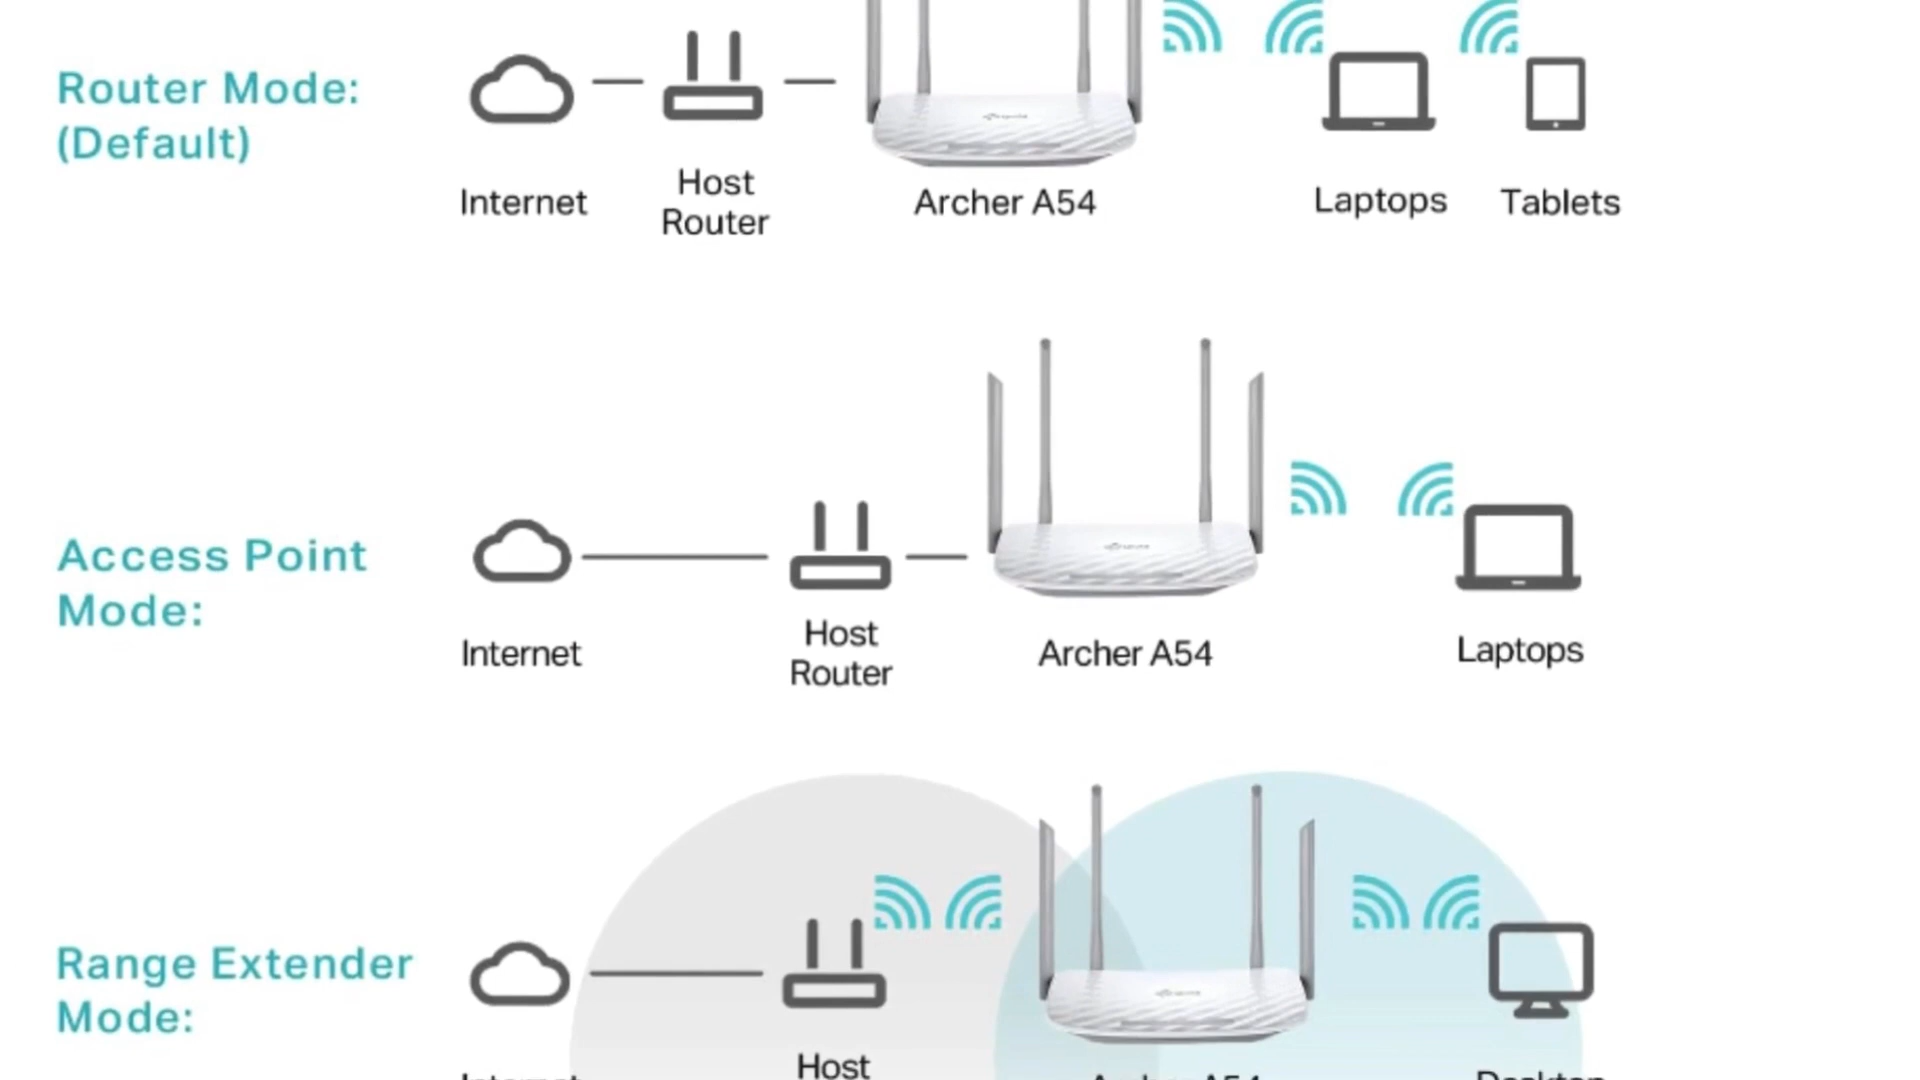 Router Mode:
(Default)
Internet
Host
Router
Archer A54
Laptops
Tablets
Access Point
Mode:
Internet
Host
Router
Archer A54
Laptops
Range Extender
Mode:
Host